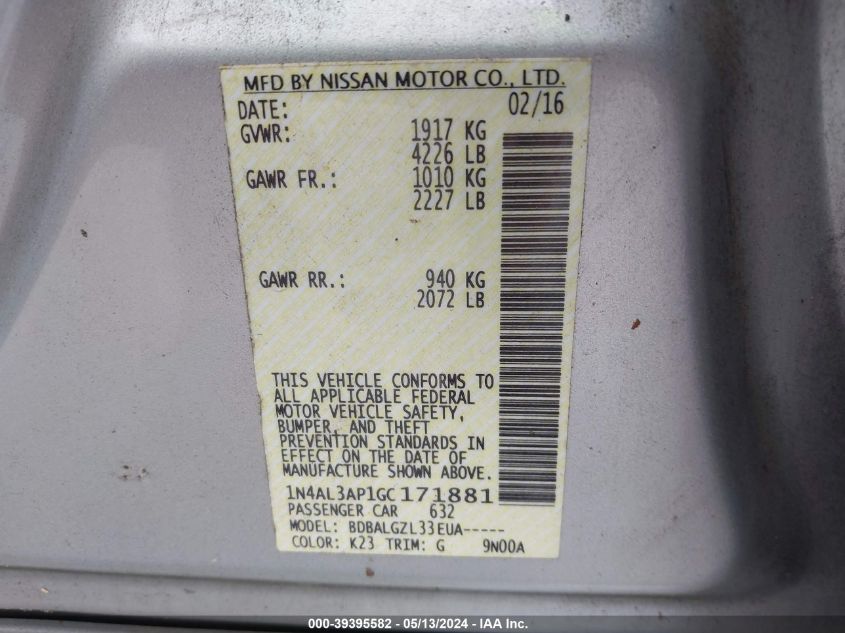 MFD BY NISSAN MOTOR CO., LTD.
DATE: 02/16
GVWR: 1917 KG
4226 LB
GAWR FR.: 1010 KG
2227 LB
GAWR RR.: 940 KG
2072 LB
THIS VEHICLE CONFORMS TO
ALL APPLICABLE FEDERAL
MOTOR VEHICLE SAFETY,
BUMPER, AND THEFT
PREVENTION STANDARDS IN
EFFECT ON THE DATE OF
MANUFACTURE SHOWN ABOVE.
1N4AL3AP1GC171881
PASSENGER CAR 632
MODEL: BDBALGZL33EUA-----
COLOR: K23 TRIM: G 9N00A
000-39395582 - 05/13/2024 - IAA Inc.